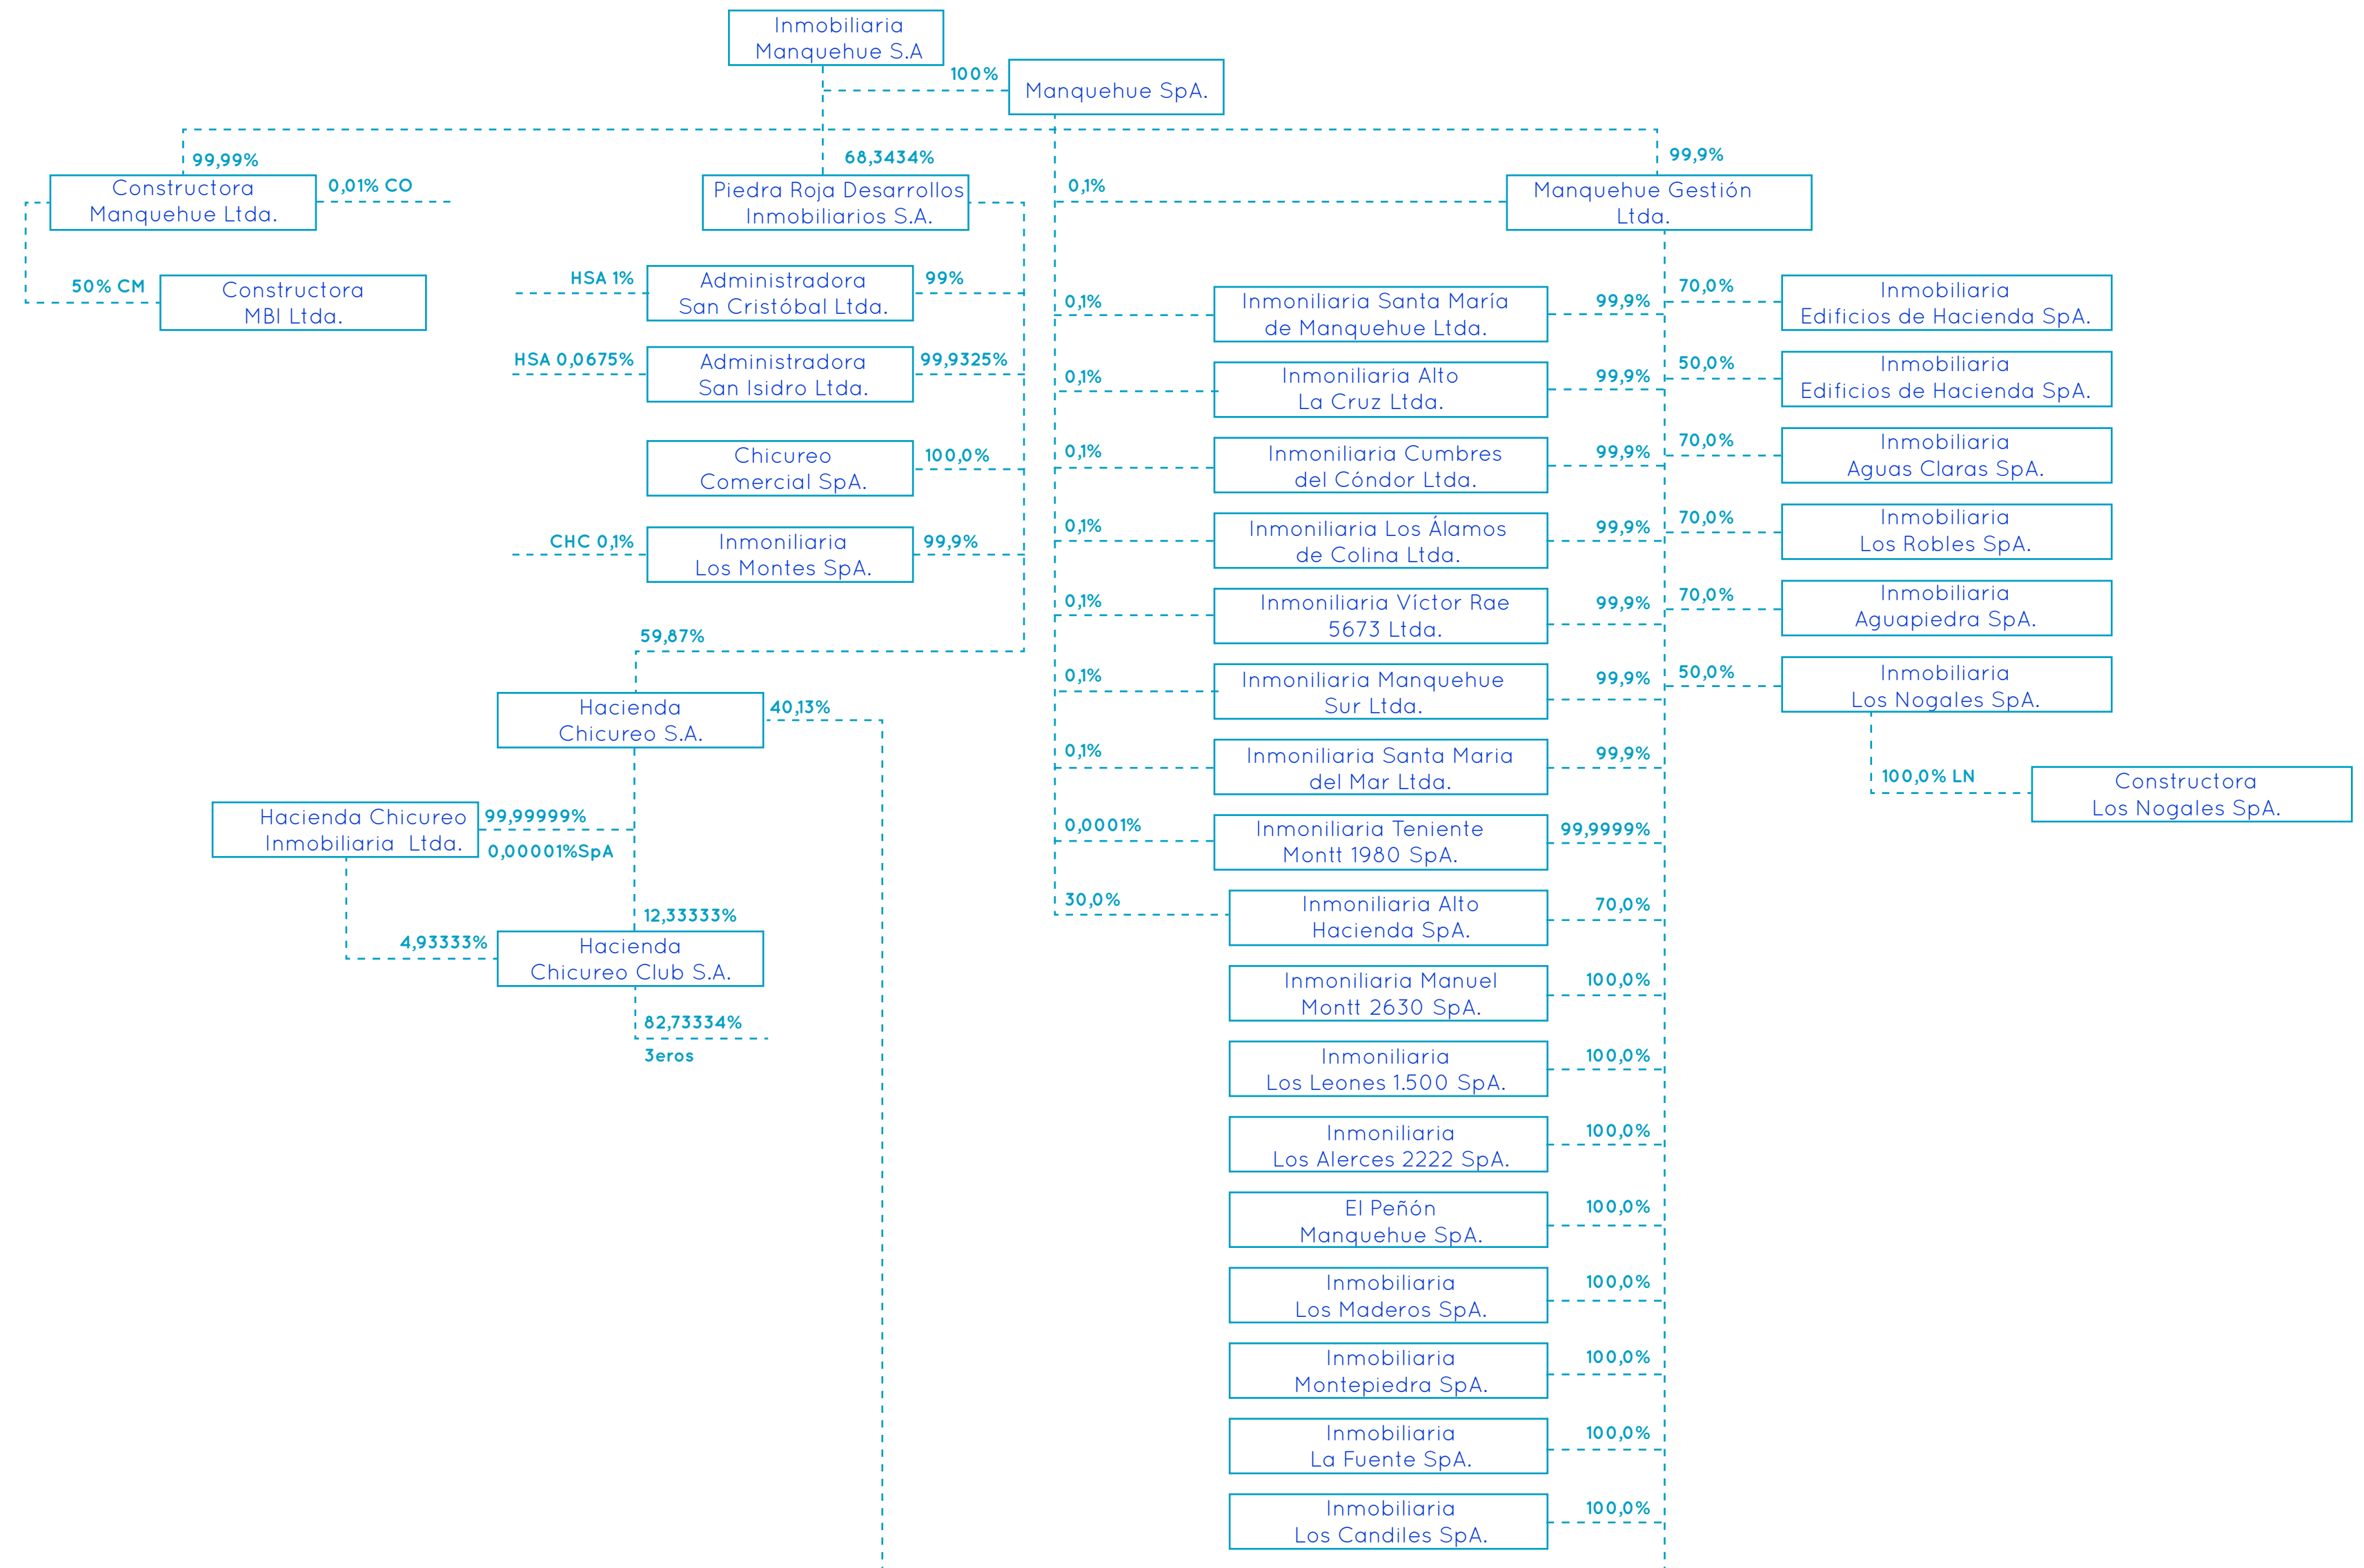 Inmobiliaria
Manquehue S.A
100%
Manquehue SpA.
99,99%
68,3434%
99,9%
Constructora
Manquehue Ltda.
0,01% CO
Piedra Roja Desarrollos
Inmobiliarios S.A.
0,1%
Manquehue Gestión
Ltda.
50% CM
Constructora
MBI Ltda.
HSA 1%
Administradora
San Cristóbal Ltda.
99%
HSA 0,0675%
Administradora
San Isidro Ltda.
99,9325%
Chicureo
Comercial SpA.
100,0%
CHC 0,1%
Inmoniliaria
Los Montes SpA.
99,9%
59,87%
Hacienda
Chicureo S.A.
40,13%
Hacienda Chicureo
Inmobiliaria Ltda.
99,99999%
0,00001%SpA
12,33333%
4,93333%
Hacienda
Chicureo Club S.A.
82,73334%
3eros
0,1%
Inmoniliaria Santa María
de Manquehue Ltda.
99,9%
0,1%
Inmoniliaria Alto
La Cruz Ltda.
99,9%
0,1%
Inmoniliaria Cumbres
del Cóndor Ltda.
99,9%
0,1%
Inmoniliaria Los Álamos
de Colina Ltda.
99,9%
0,1%
Inmoniliaria Víctor Rae
5673 Ltda.
99,9%
0,1%
Inmoniliaria Manquehue
Sur Ltda.
99,9%
0,1%
Inmoniliaria Santa Maria
del Mar Ltda.
99,9%
0,0001%
Inmoniliaria Teniente
Montt 1980 SpA.
99,9999%
30,0%
Inmoniliaria Alto
Hacienda SpA.
70,0%
Inmoniliaria Manuel
Montt 2630 SpA.
100,0%
Inmoniliaria
Los Leones 1.500 SpA.
100,0%
Inmoniliaria
Los Alerces 2222 SpA.
100,0%
El Peñón
Manquehue SpA.
100,0%
Inmobiliaria
Los Maderos SpA.
100,0%
Inmobiliaria
Montepiedra SpA.
100,0%
Inmobiliaria
La Fuente SpA.
100,0%
Inmobiliaria
Los Candiles SpA.
100,0%
70,0%
Inmobiliaria
Edificios de Hacienda SpA.
50,0%
Inmobiliaria
Edificios de Hacienda SpA.
70,0%
Inmobiliaria
Aguas Claras SpA.
70,0%
Inmobiliaria
Los Robles SpA.
70,0%
Inmobiliaria
Aguapiedra SpA.
50,0%
Inmobiliaria
Los Nogales SpA.
100,0% LN
Constructora
Los Nogales SpA.